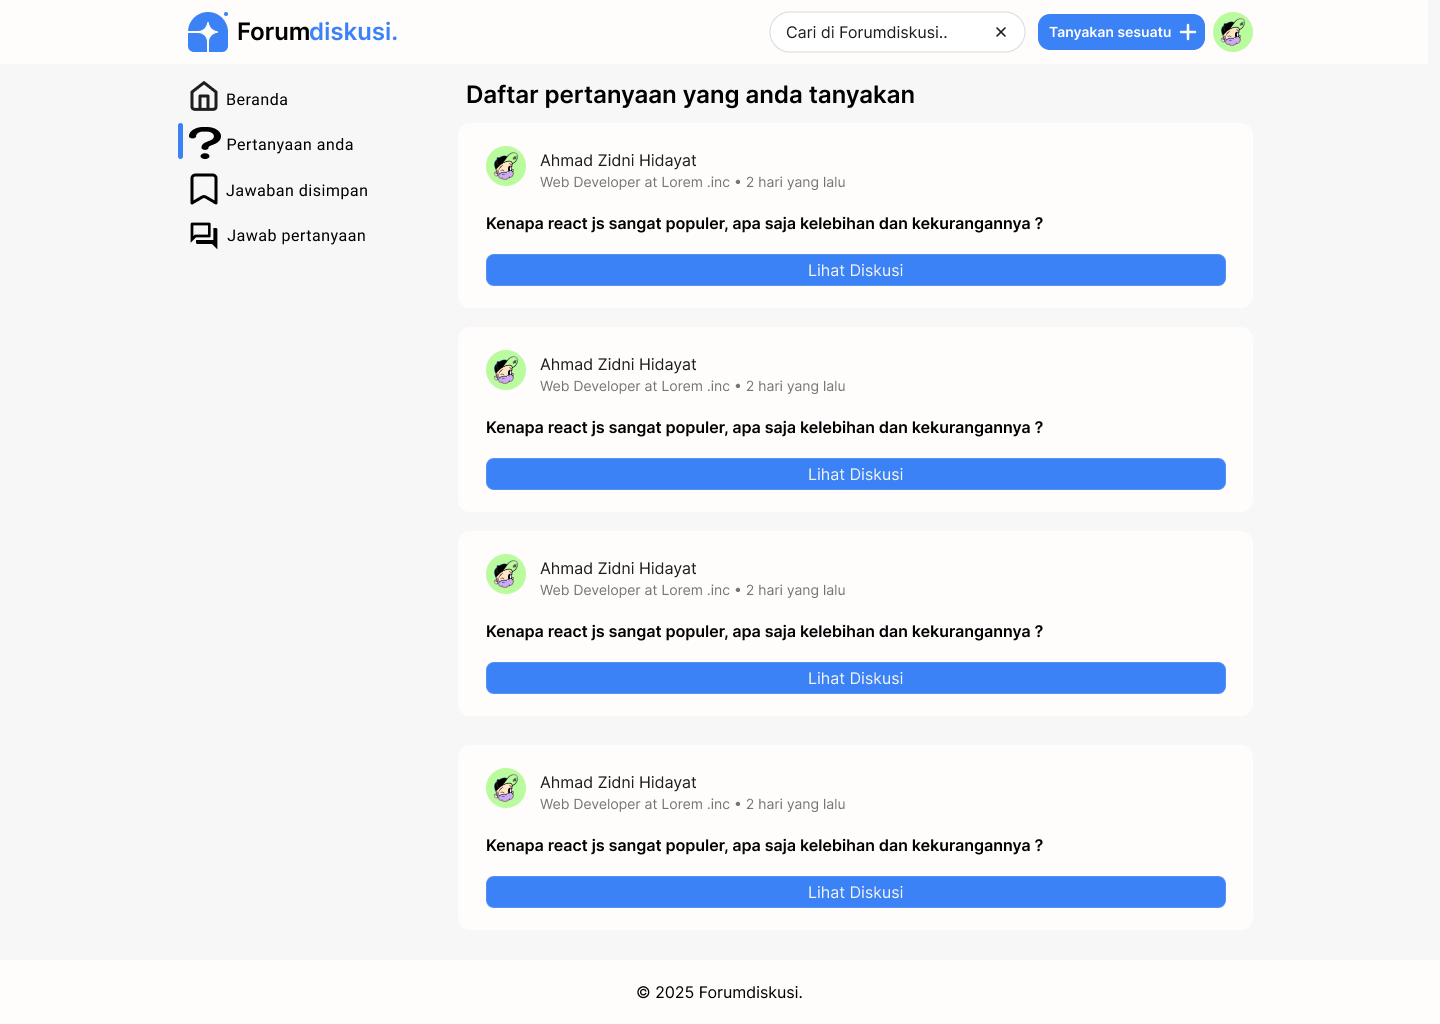 Forumdiskusi.
Cari di Forumdiskusi..
Tanyakan sesuatu
Beranda
Pertanyaan anda
Jawaban disimpan
Jawab pertanyaan
Daftar pertanyaan yang anda tanyakan
Ahmad Zidni Hidayat
Web Developer at Lorem .inc • 2 hari yang lalu
Kenapa react js sangat populer, apa saja kelebihan dan kekurangannya ?
Lihat Diskusi
Ahmad Zidni Hidayat
Web Developer at Lorem .inc • 2 hari yang lalu
Kenapa react js sangat populer, apa saja kelebihan dan kekurangannya ?
Lihat Diskusi
Ahmad Zidni Hidayat
Web Developer at Lorem .inc • 2 hari yang lalu
Kenapa react js sangat populer, apa saja kelebihan dan kekurangannya ?
Lihat Diskusi
Ahmad Zidni Hidayat
Web Developer at Lorem .inc • 2 hari yang lalu
Kenapa react js sangat populer, apa saja kelebihan dan kekurangannya ?
Lihat Diskusi
© 2025 Forumdiskusi.